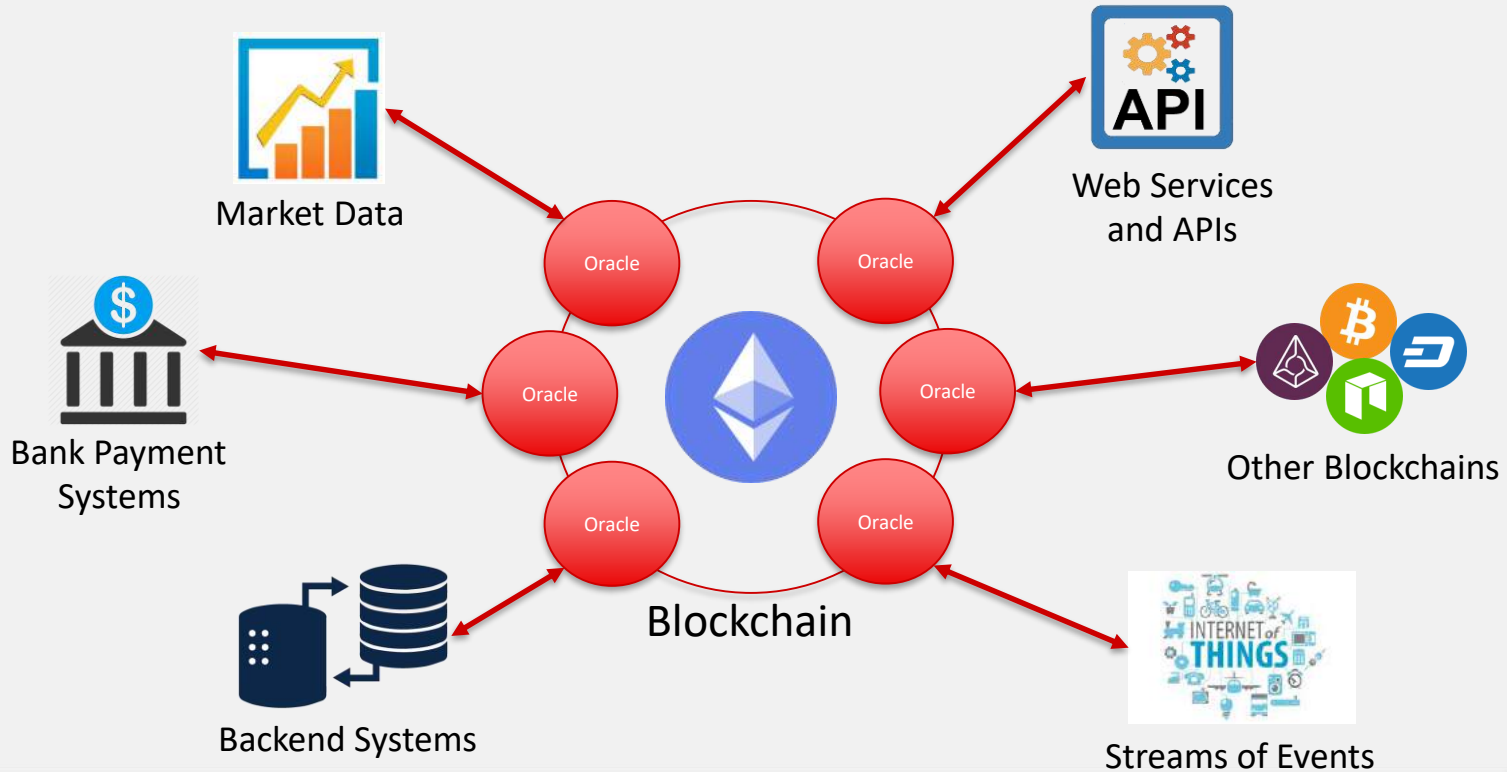 API
Market Data
Web Services
and APIs
Oracle
Oracle
$
Bank Payment
Systems
Oracle
Oracle
Other Blockchains
Oracle
Oracle
Blockchain
INTERNET of
THINGS
Backend Systems
Streams of Events